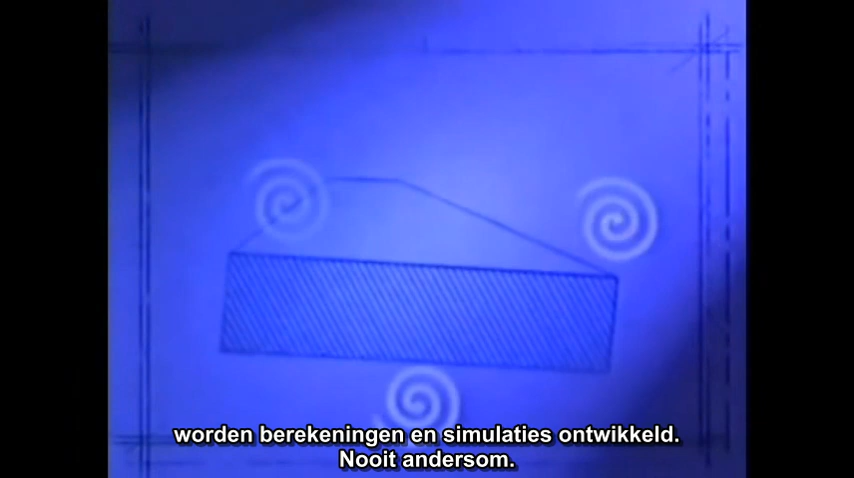 worden berekeningen en simulaties ontwikkeld.
Nooit andersom.